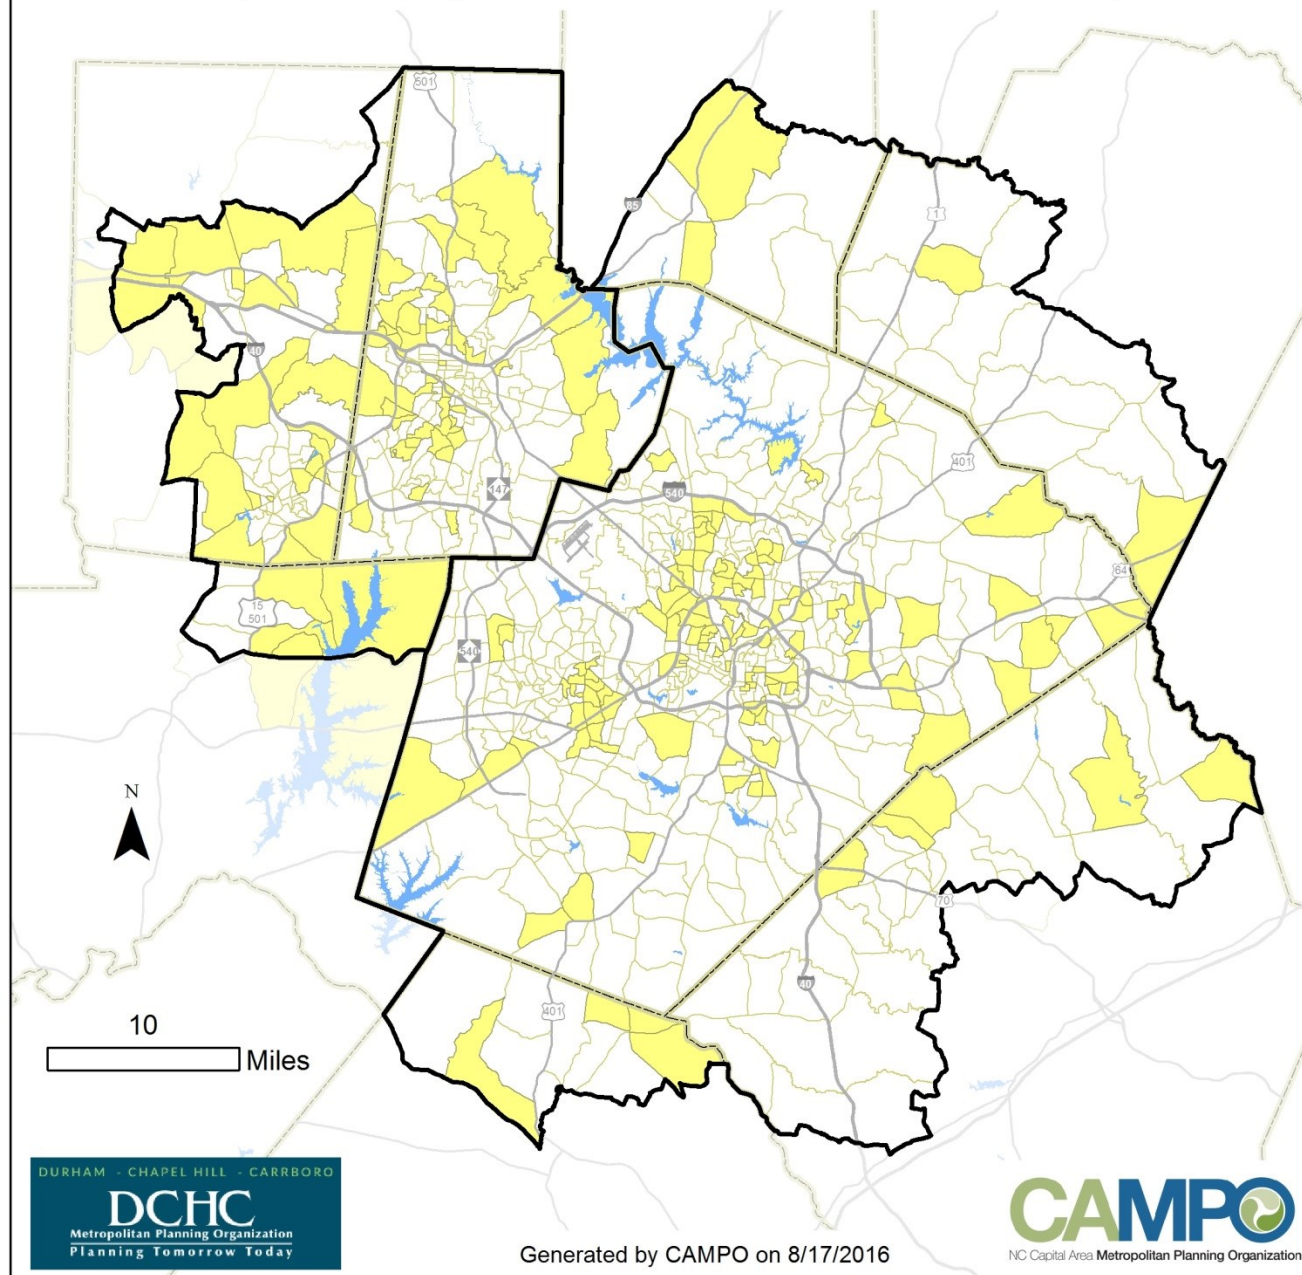 501
85
1
40
401
147
540
64
15
501
540
N
70
40
401
10
Miles
DURHAM - CHAPEL HILL - CARRBORO
DCHC
Metropolitan Planning Organization
Planning Tomorrow Today
Generated by CAMPO on 8/17/2016
CAMPO
NC Capital Area Metropolitan Planning Organization